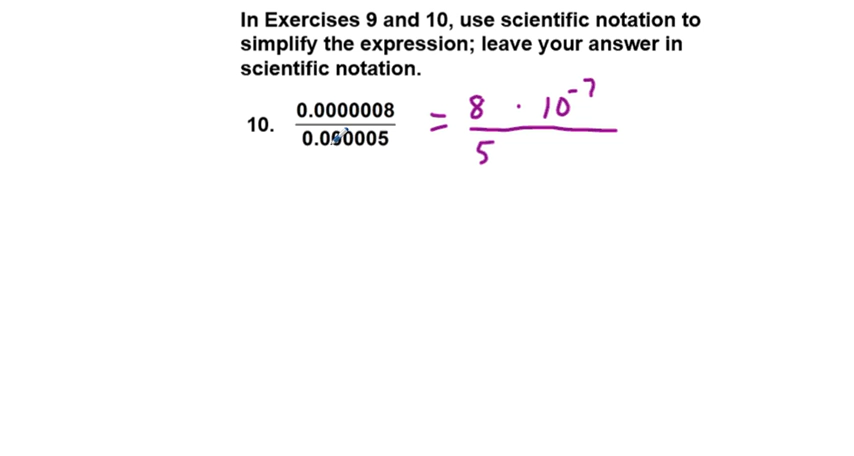 In Exercises 9 and 10, use scientific notation to
simplify the expression; leave your answer in
scientific notation.
10. 0.0000008 / 0.000005 = 8 · 10⁻⁷ / 5